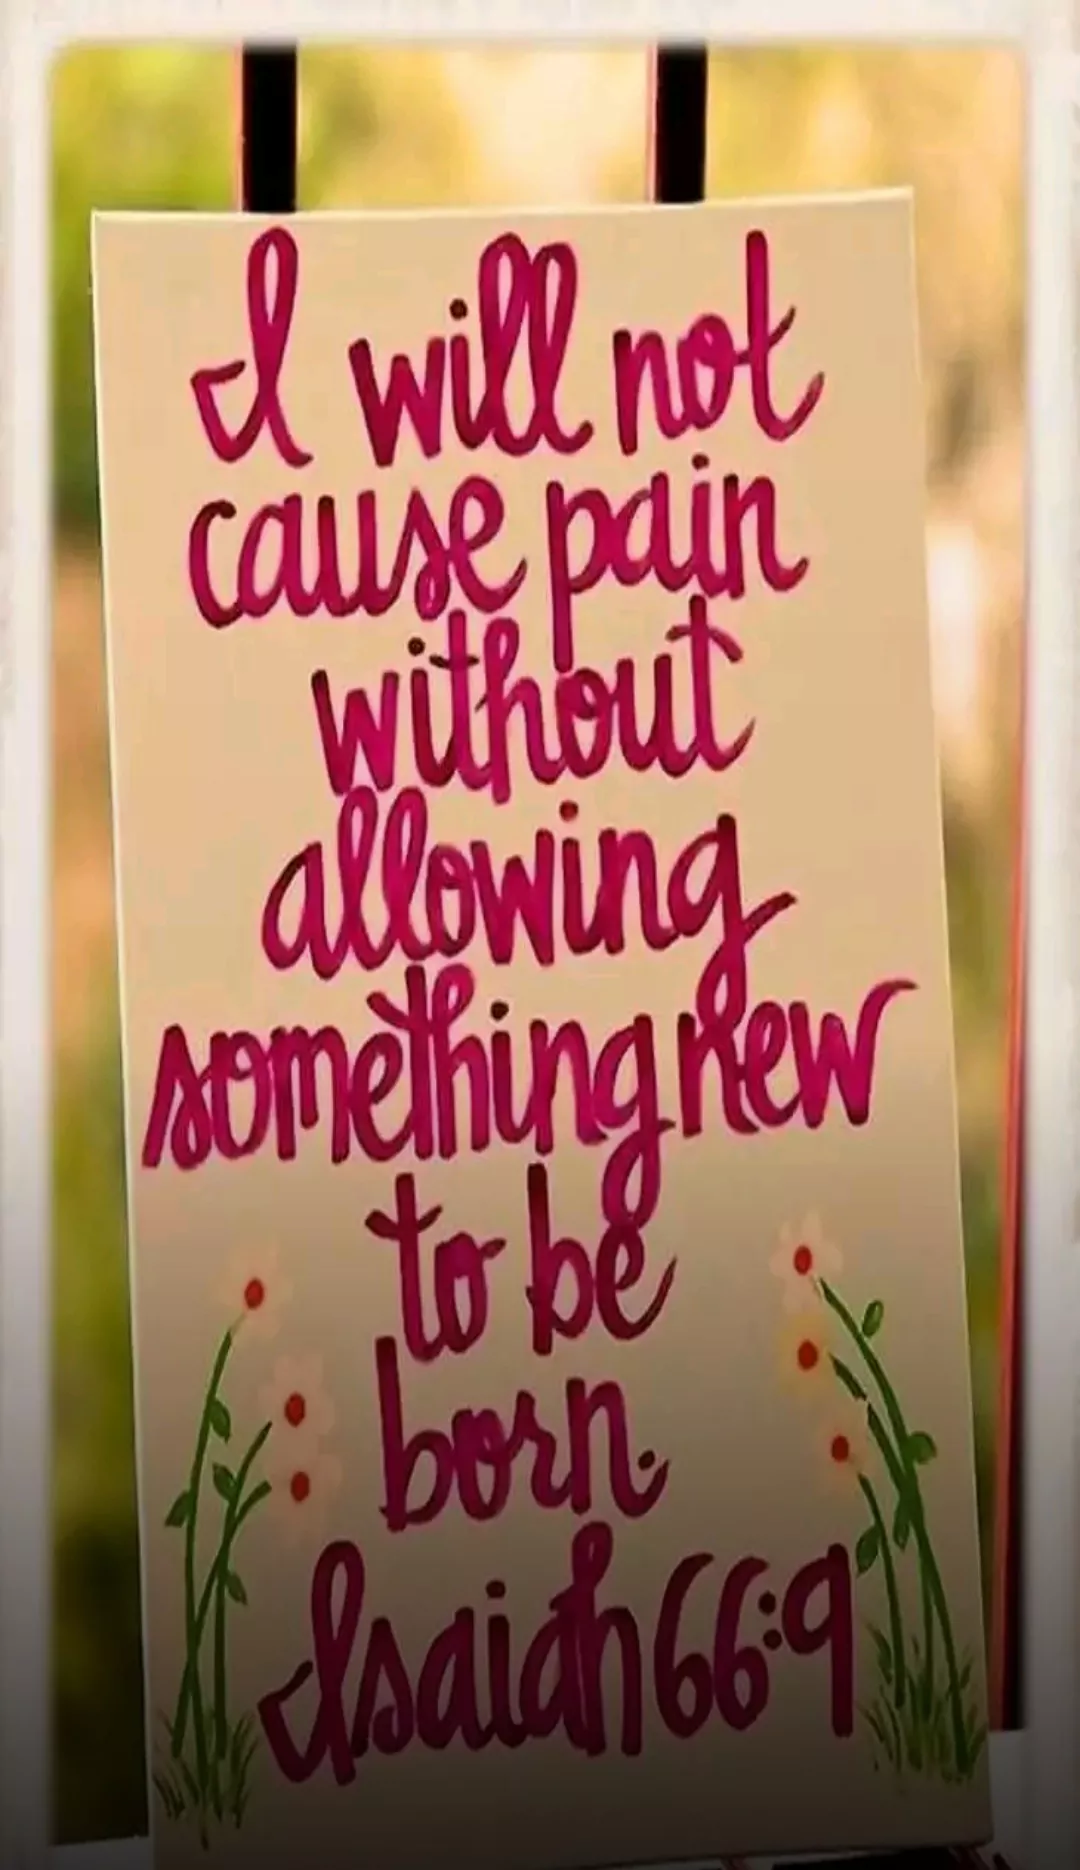 I will not
cause pain
without
allowing
something new
to be
born.
Isaiah 66:9